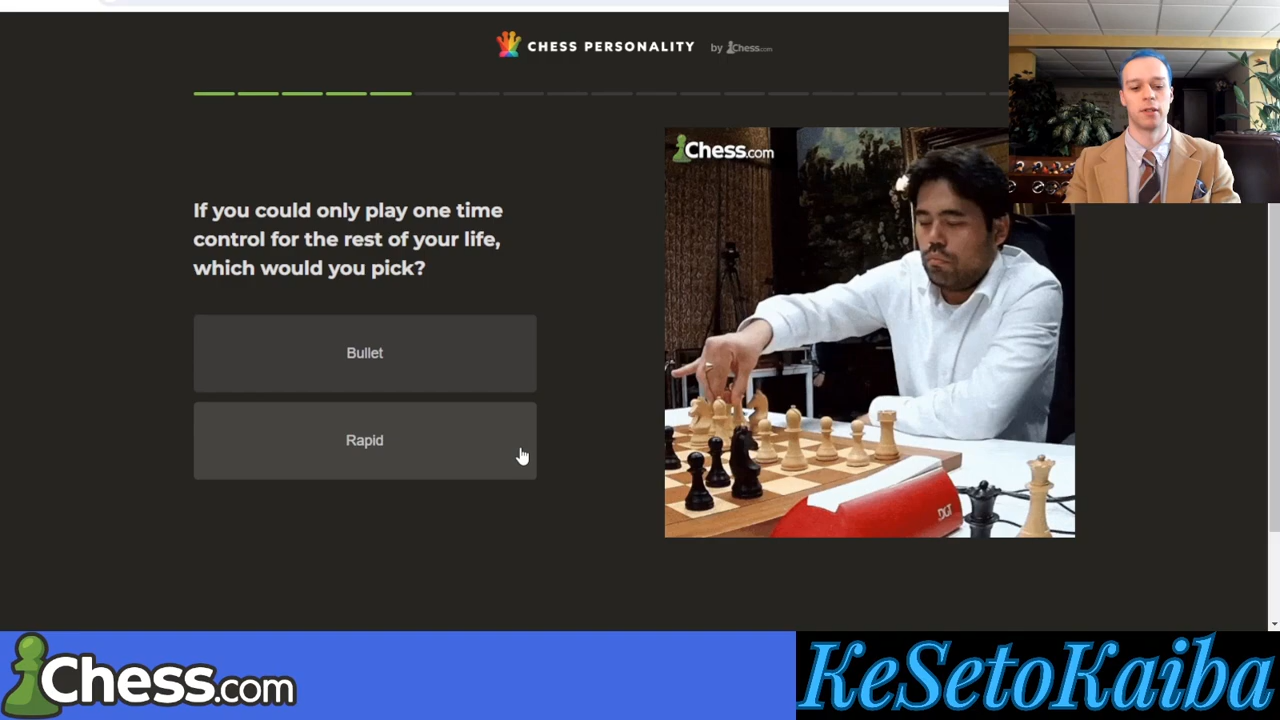 CHESS PERSONALITY by Chess.com
Chess.com
If you could only play one time
control for the rest of your life,
which would you pick?
Bullet
Rapid
DGT
Chess.com
KeSetoKaiba